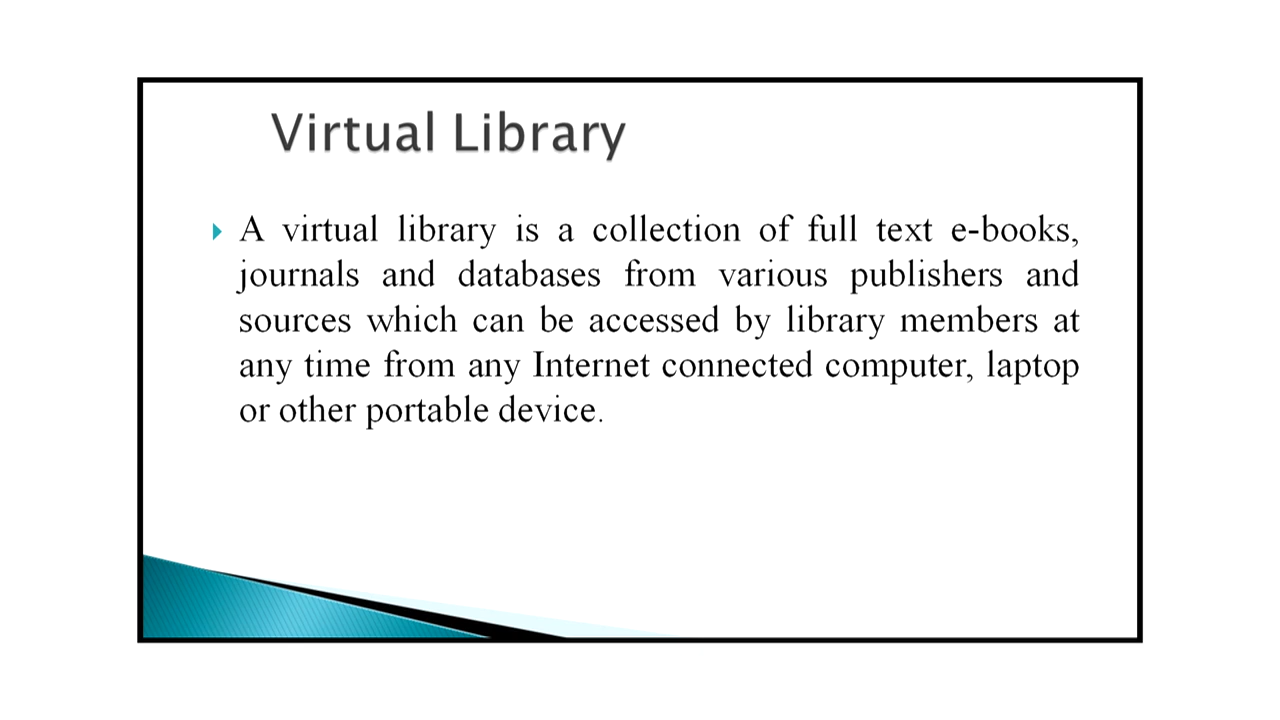 Virtual Library
A virtual library is a collection of full text e-books,
journals and databases from various publishers and
sources which can be accessed by library members at
any time from any Internet connected computer, laptop
or other portable device.